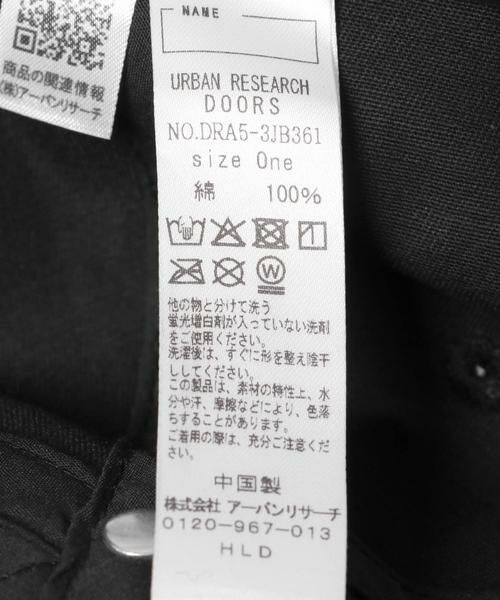 商品の関連情報
(株)アーバンリサーチ
NAME
URBAN RESEARCH
DOORS
NO.DRA5-3JB361
size One
綿 100%
W
他の物と分けて洗う
蛍光増白剤が入っていない洗剤
をご使用ください。
洗濯後は、すぐに形を整え陰干
ししてください。
この製品は、素材の特性上、水
分や汗、摩擦などにより、色落
ちすることがあります。
ご着用の際は、充分ご注意くだ
さい。
中国製
株式会社 アーバンリサーチ
0120-967-013
HLD